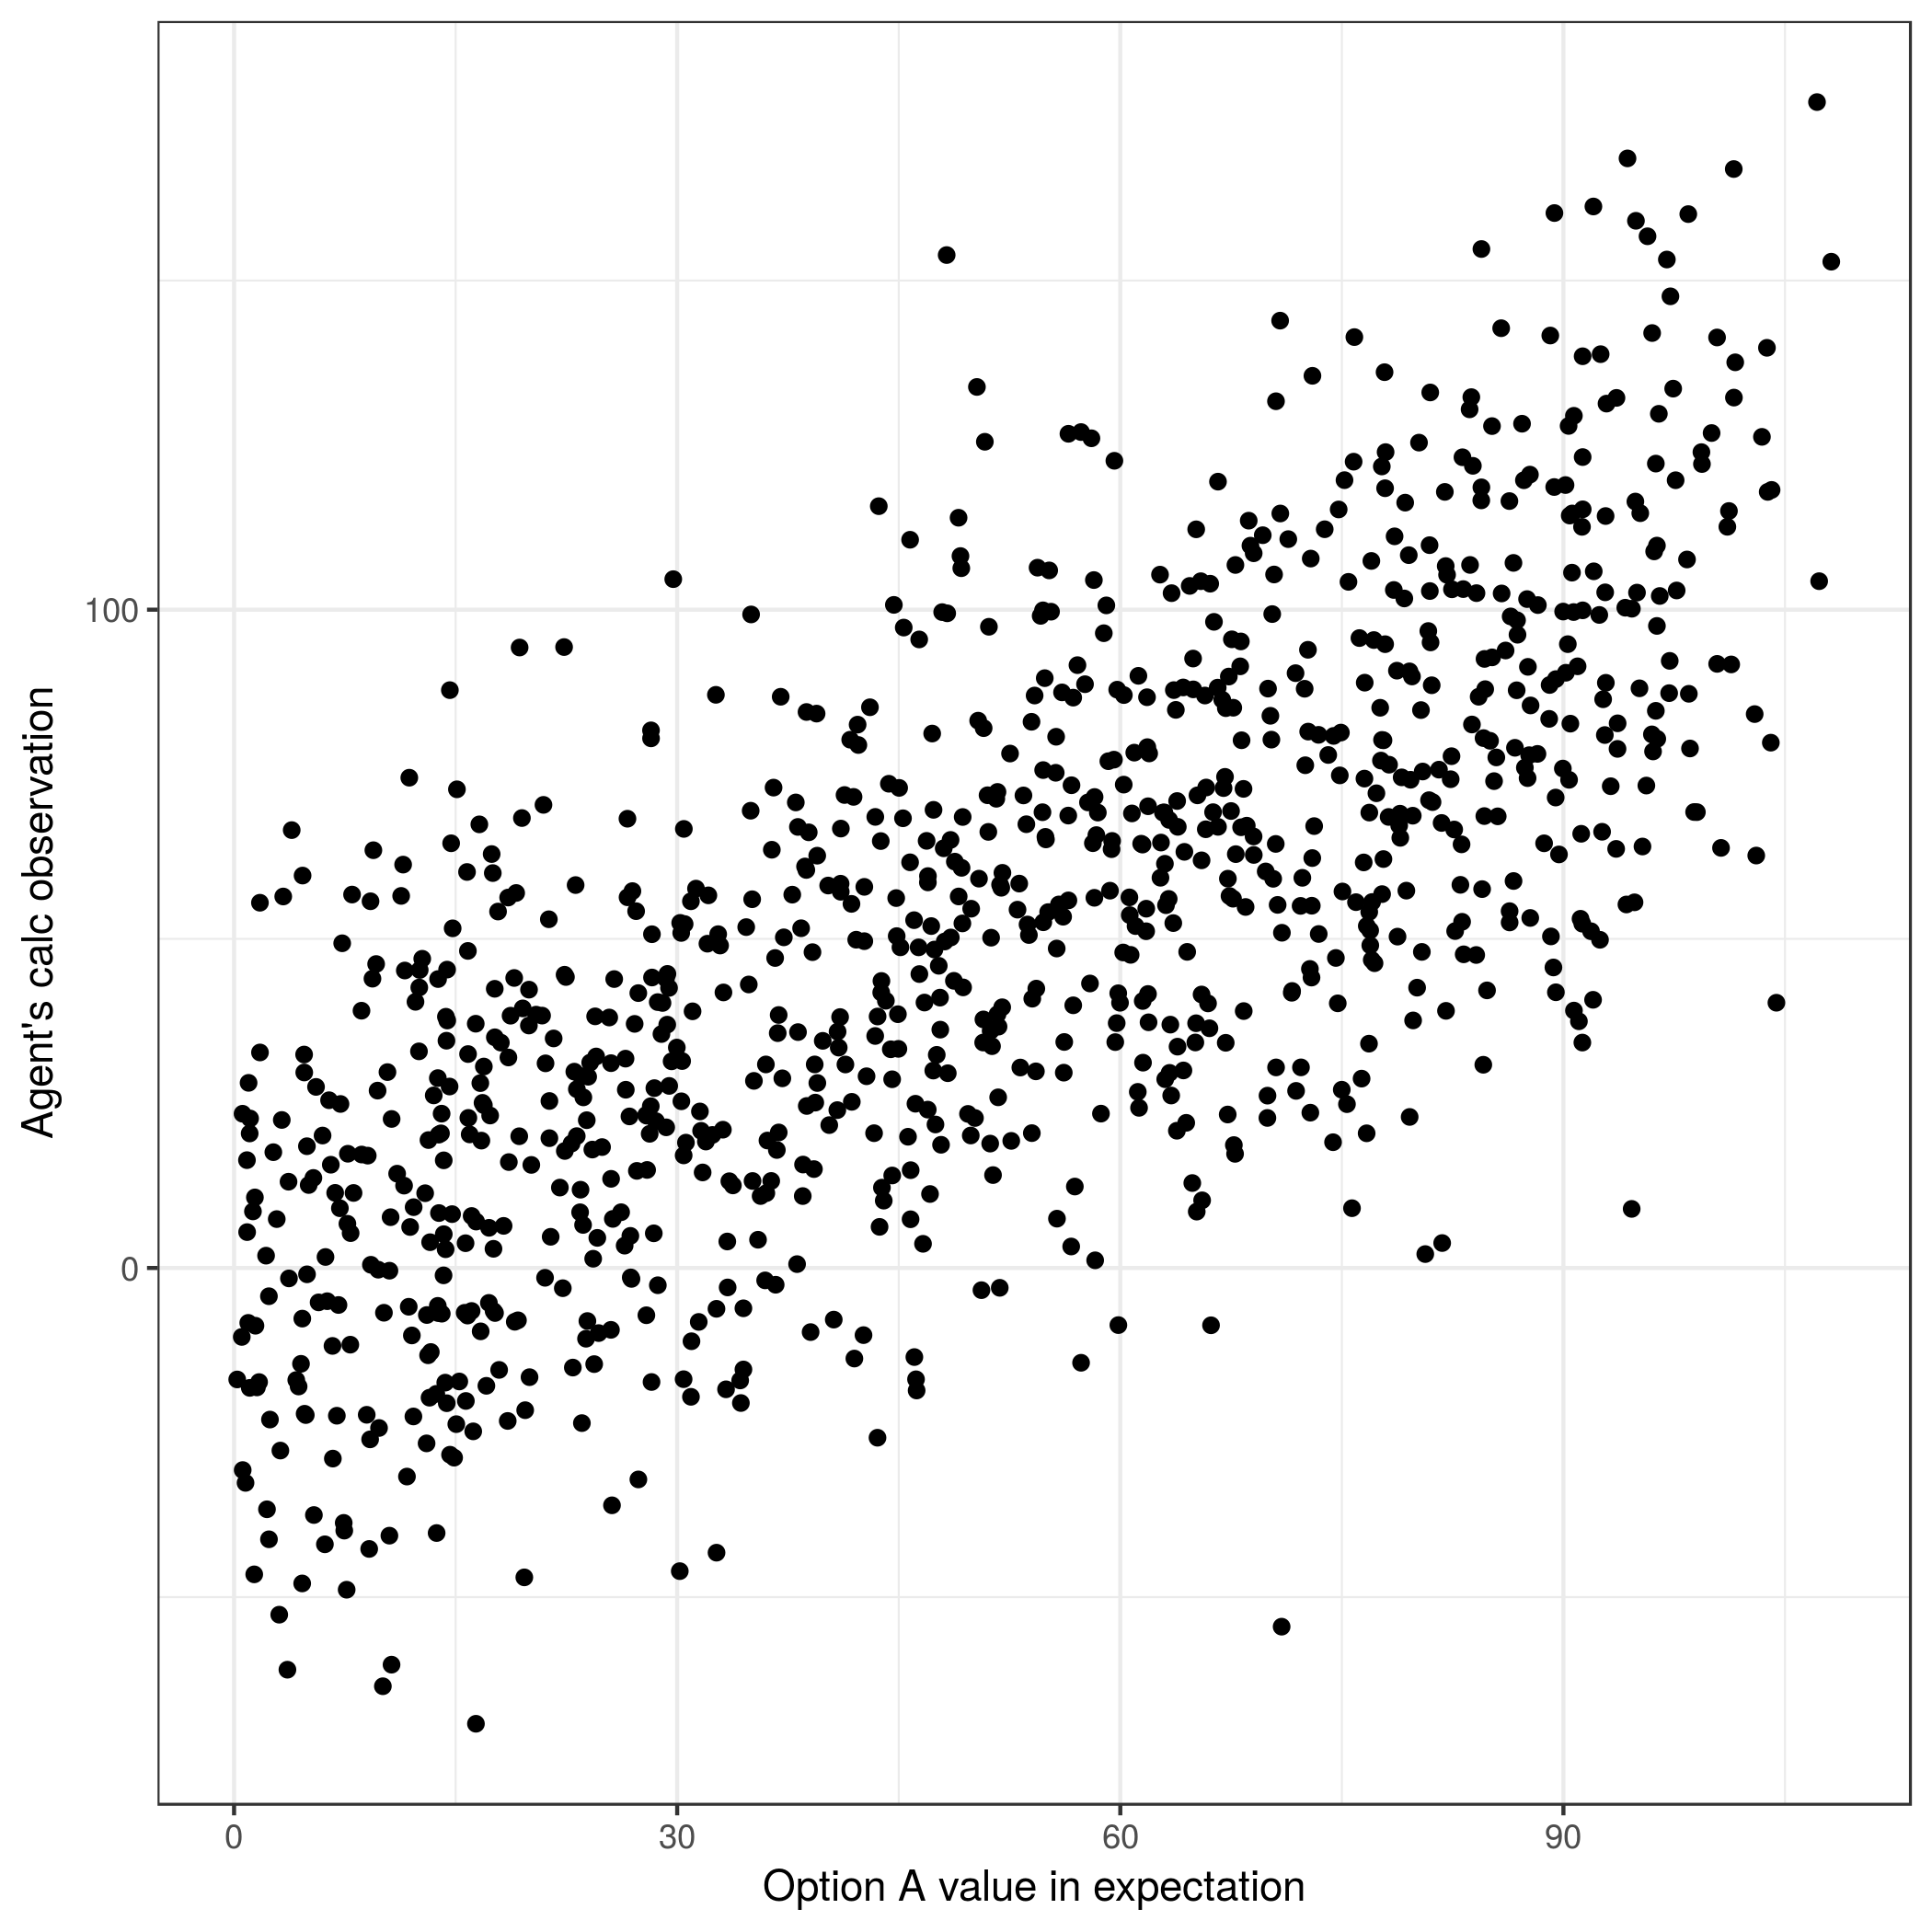 Agent's calc observation
100
0
0 30 60 90
Option A value in expectation